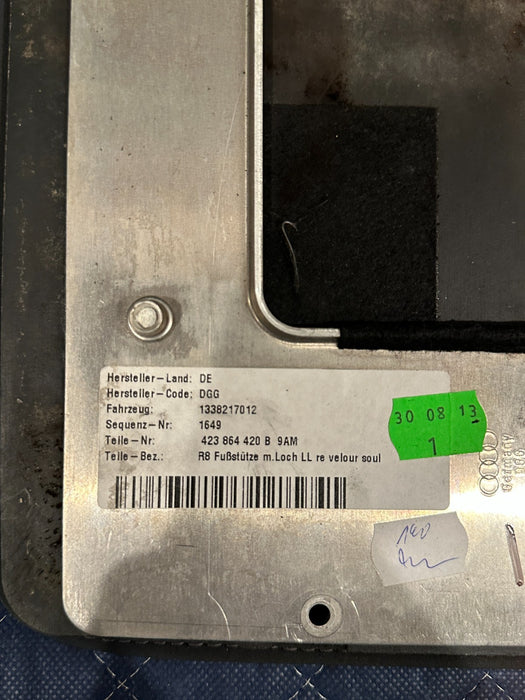 Hersteller-Land: DE
Hersteller-Code: DGG
Fahrzeug: 1338217012
Sequenz-Nr: 1649
Teile-Nr: 423 864 420 B 9AM
Teile-Bez.: R8 Fußstütze m.Loch LL re velour soul
30 08 13
1
Germany